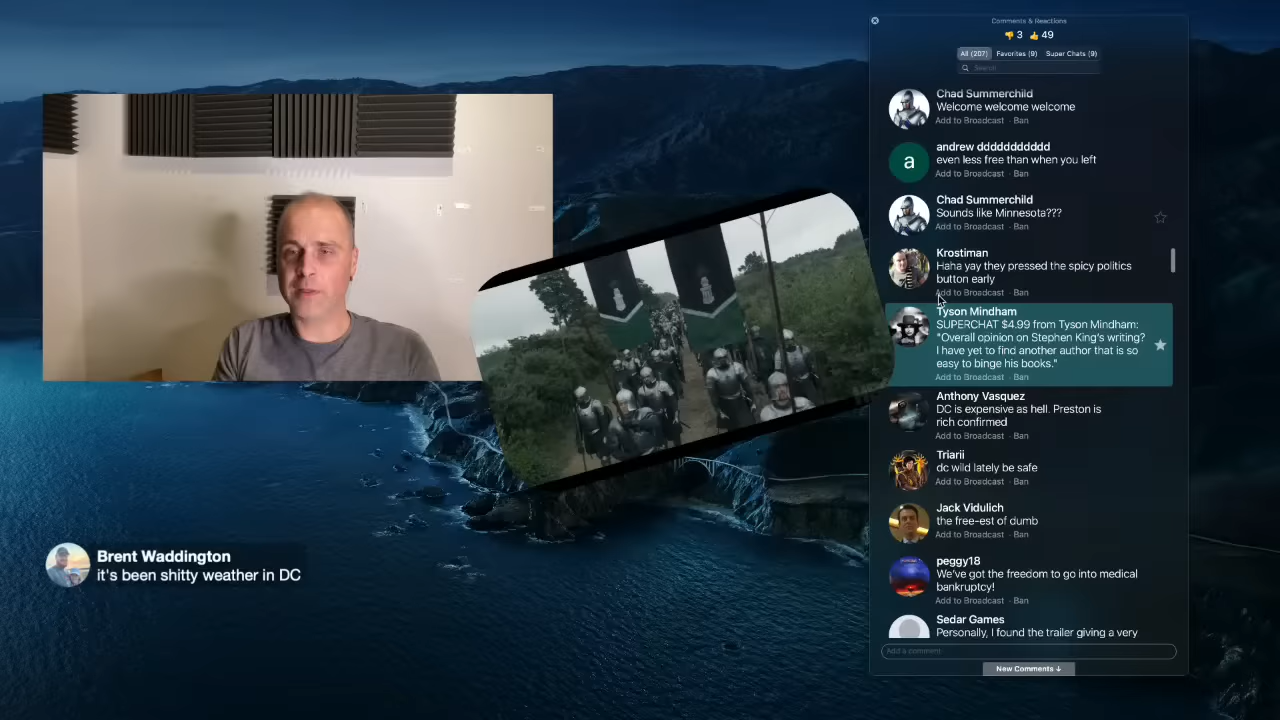 Comments & Reactions
👎 3 👍 49
All (207) Favorites (9) Super Chats (9)
Search
Chad Summerchild
Welcome welcome welcome
Add to Broadcast · Ban
a
andrew ddddddddddd
even less free than when you left
Add to Broadcast · Ban
Chad Summerchild
Sounds like Minnesota???
Add to Broadcast · Ban
Krostiman
Haha yay they pressed the spicy politics
button early
Add to Broadcast · Ban
Tyson Mindham
SUPERCHAT $4.99 from Tyson Mindham:
"Overall opinion on Stephen King's writing?
I have yet to find another author that is so
easy to binge his books."
Add to Broadcast · Ban
Anthony Vasquez
DC is expensive as hell. Preston is
rich confirmed
Add to Broadcast · Ban
Triarii
dc wild lately be safe
Add to Broadcast · Ban
Jack Vidulich
the free-est of dumb
Add to Broadcast · Ban
peggy18
We've got the freedom to go into medical
bankruptcy!
Add to Broadcast · Ban
Sedar Games
Personally, I found the trailer giving a very
Add a comment
New Comments ↓
Brent Waddington
it's been shitty weather in DC